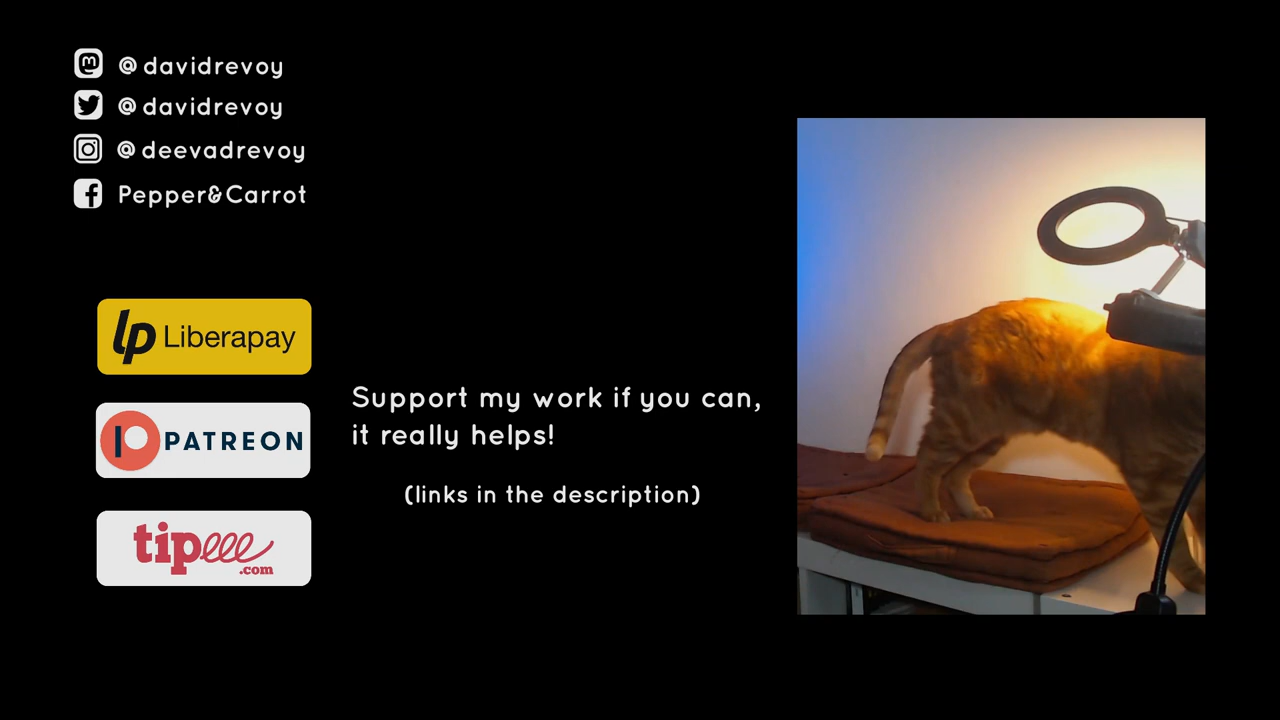 @davidrevoy
@davidrevoy
@deevadrevoy
Pepper&Carrot
lp Liberapay
PATREON
Support my work if you can,
it really helps!
(links in the description)
tipeee
.com